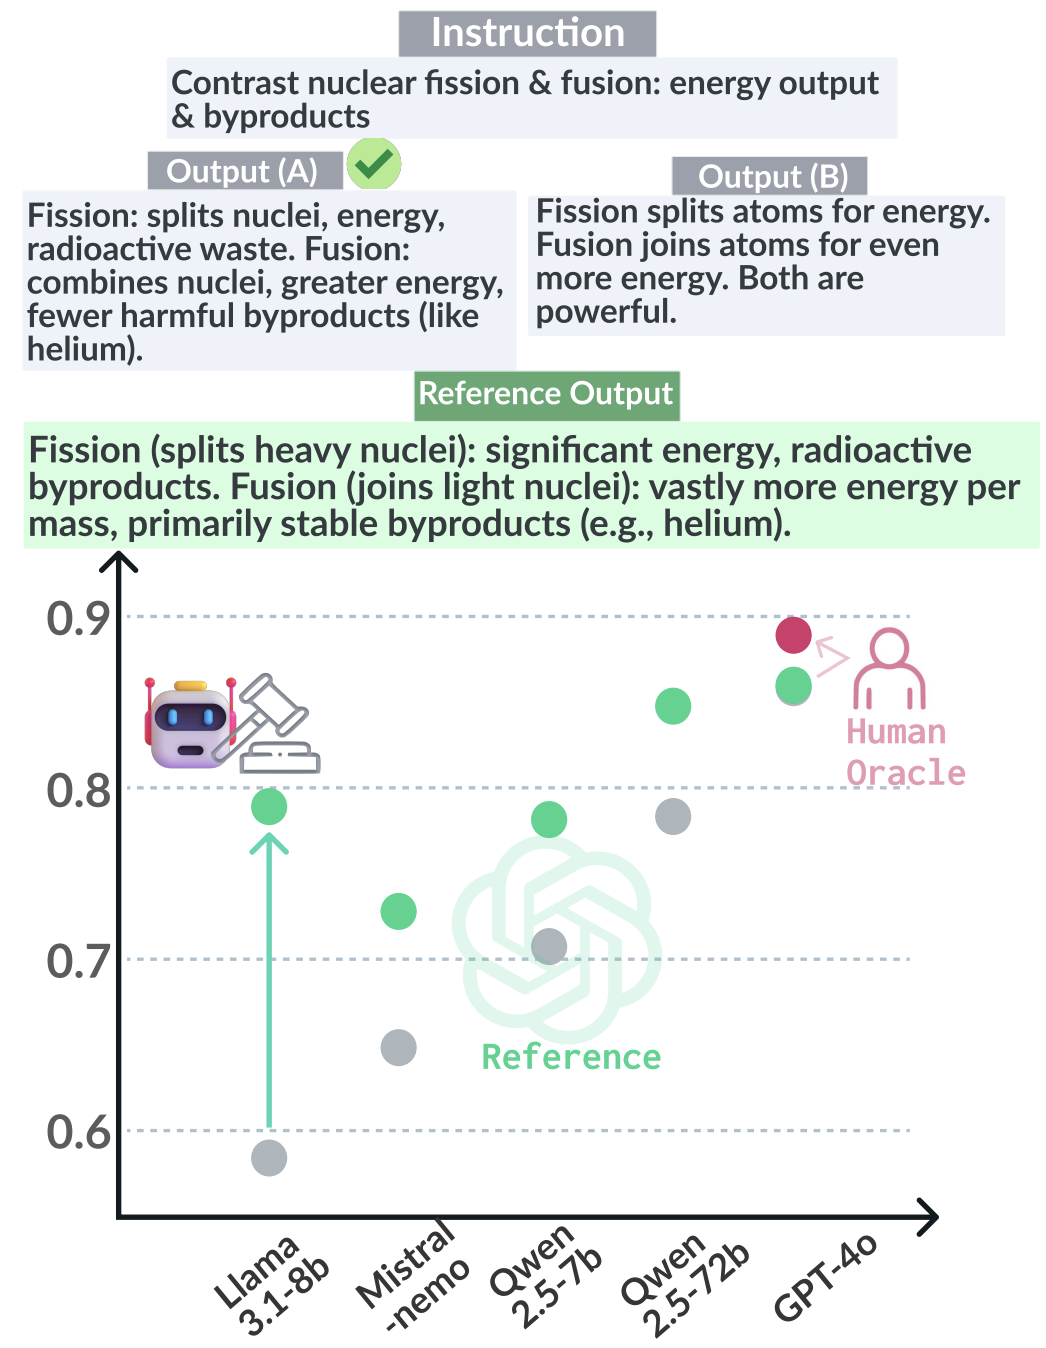 Instruction
Contrast nuclear fission & fusion: energy output
& byproducts
Output (A)
Fission: splits nuclei, energy,
radioactive waste. Fusion:
combines nuclei, greater energy,
fewer harmful byproducts (like
helium).
Output (B)
Fission splits atoms for energy.
Fusion joins atoms for even
more energy. Both are
powerful.
Reference Output
Fission (splits heavy nuclei): significant energy, radioactive
byproducts. Fusion (joins light nuclei): vastly more energy per
mass, primarily stable byproducts (e.g., helium).
0.9
0.8
0.7
0.6
Human
Oracle
Reference
Llama
3.1-8b
Mistral
-nemo
Qwen
2.5-7b
Qwen
2.5-72b
GPT-4o